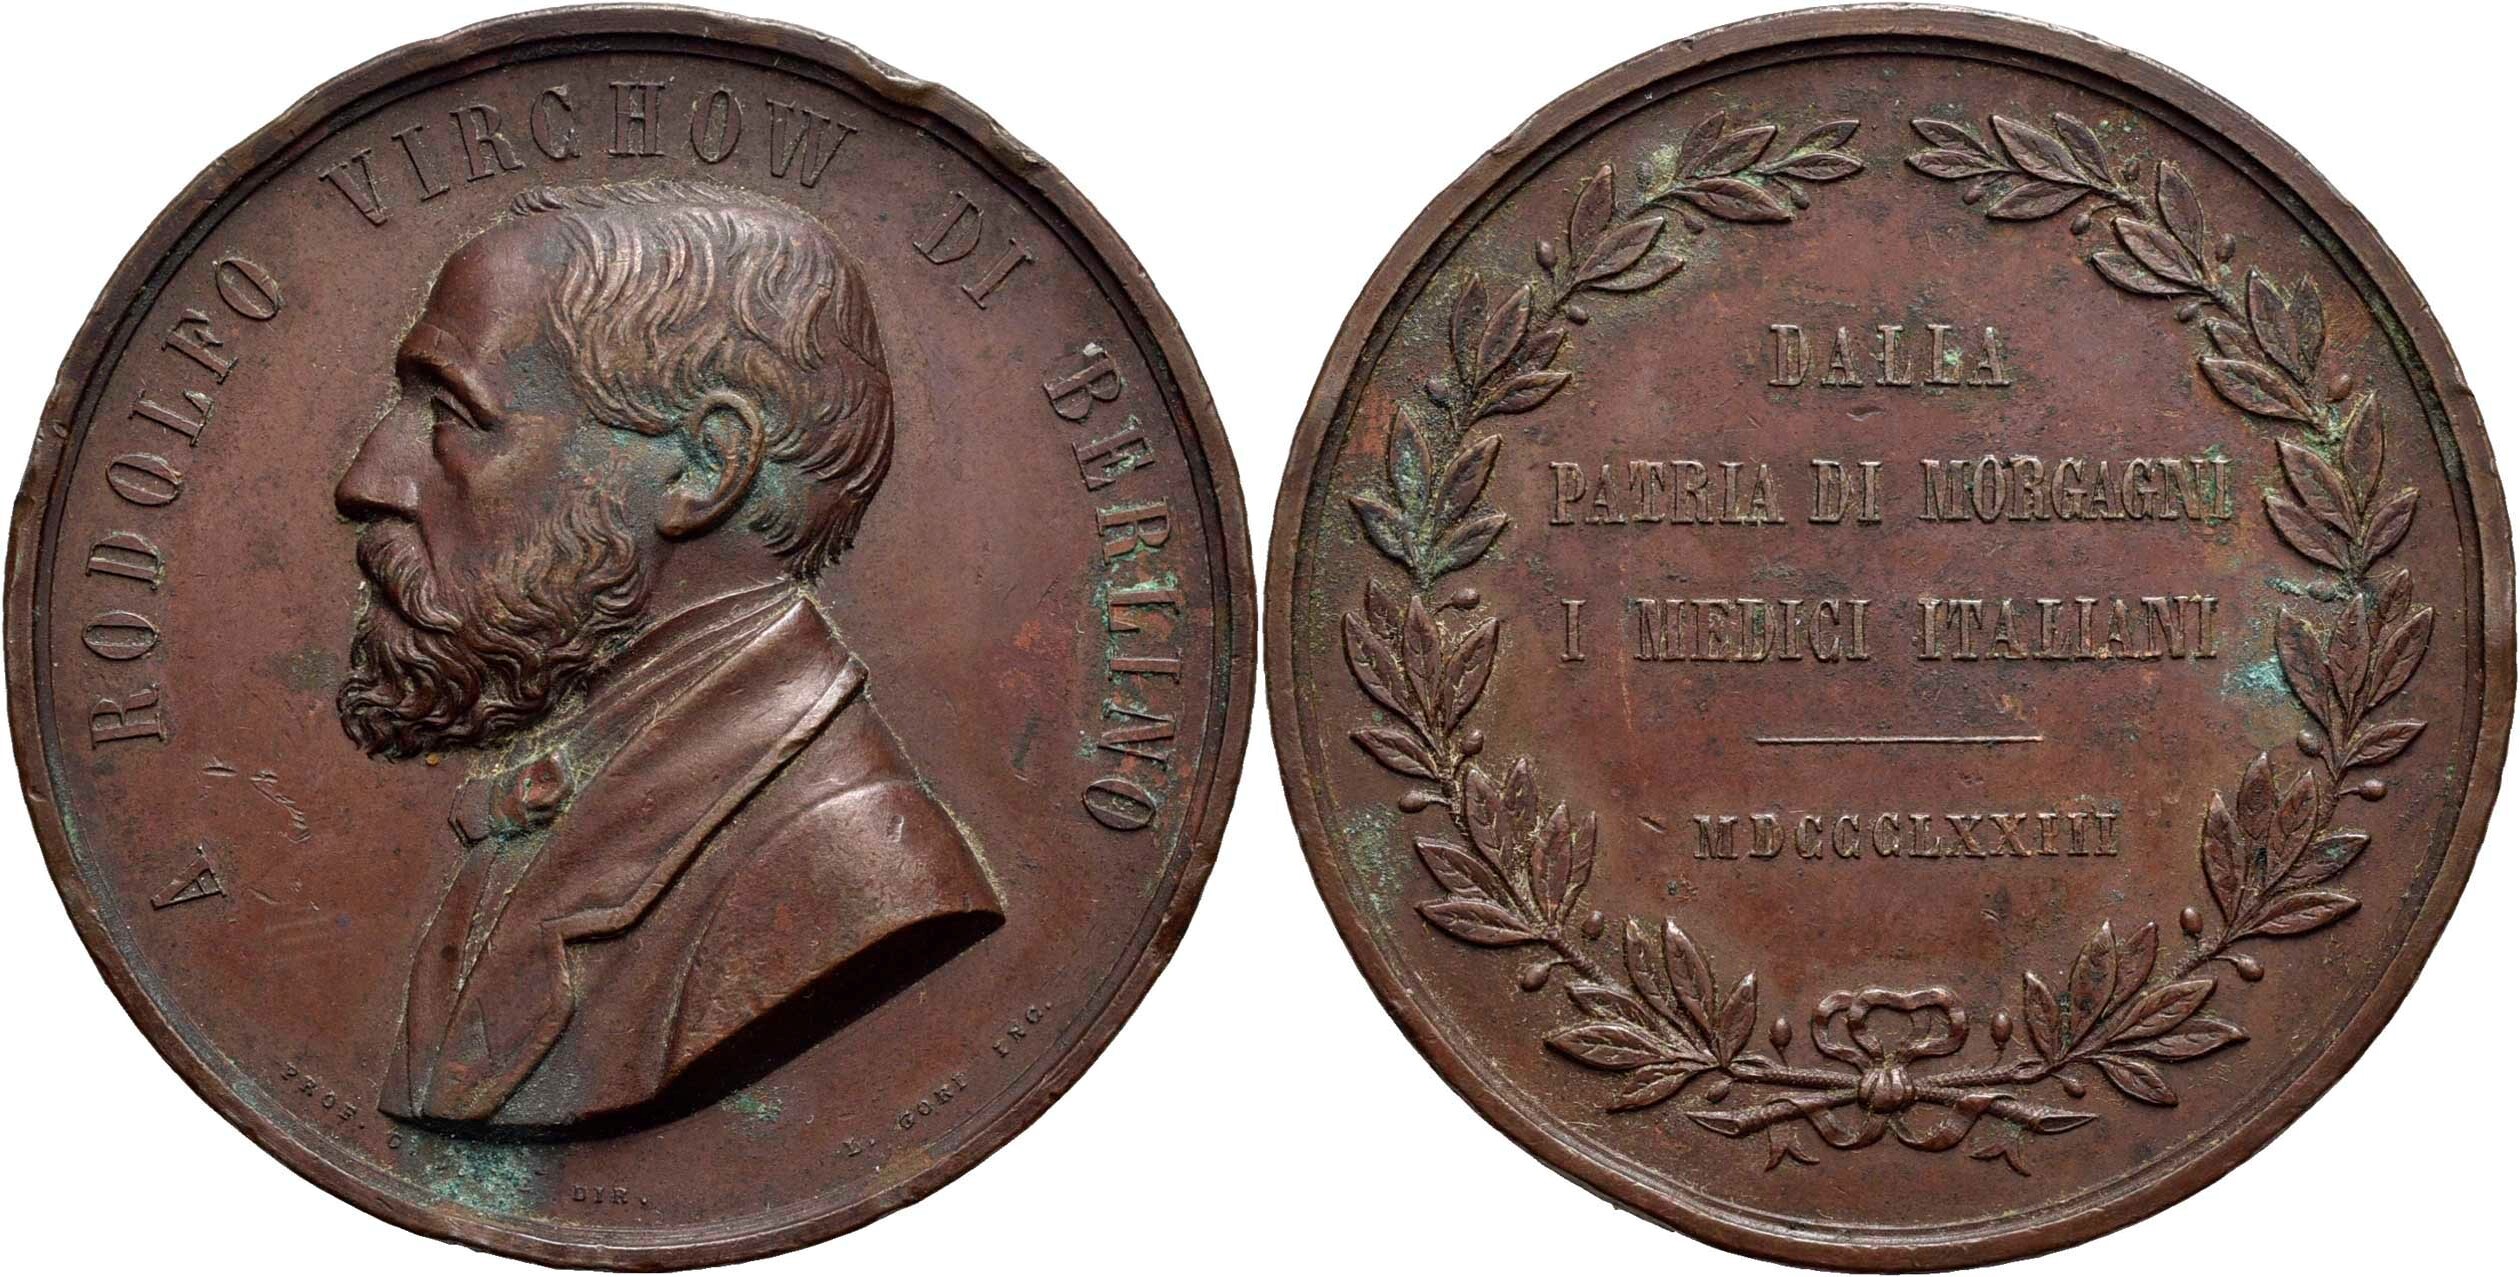 A RODOLFO VIRCHOW DI BERLINO
PROF. DIR.
L. GORI INC.
DALLA
PATRIA DI MORGAGNI
I MEDICI ITALIANI
MDCCCLXXIII